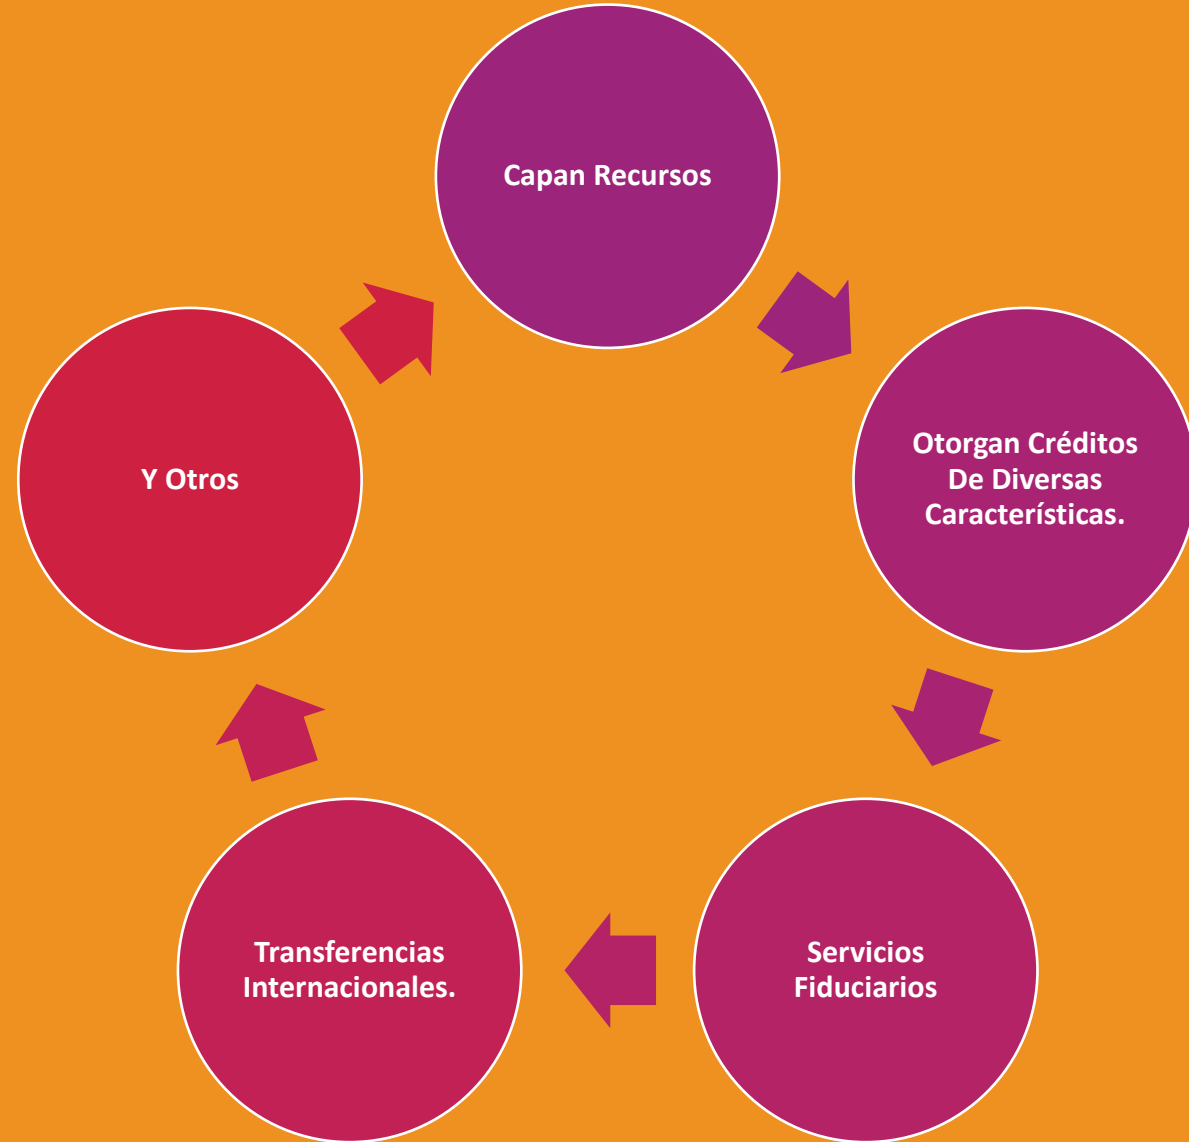 Capan Recursos
Otorgan Créditos
De Diversas
Características.
Servicios
Fiduciarios
Transferencias
Internacionales.
Y Otros